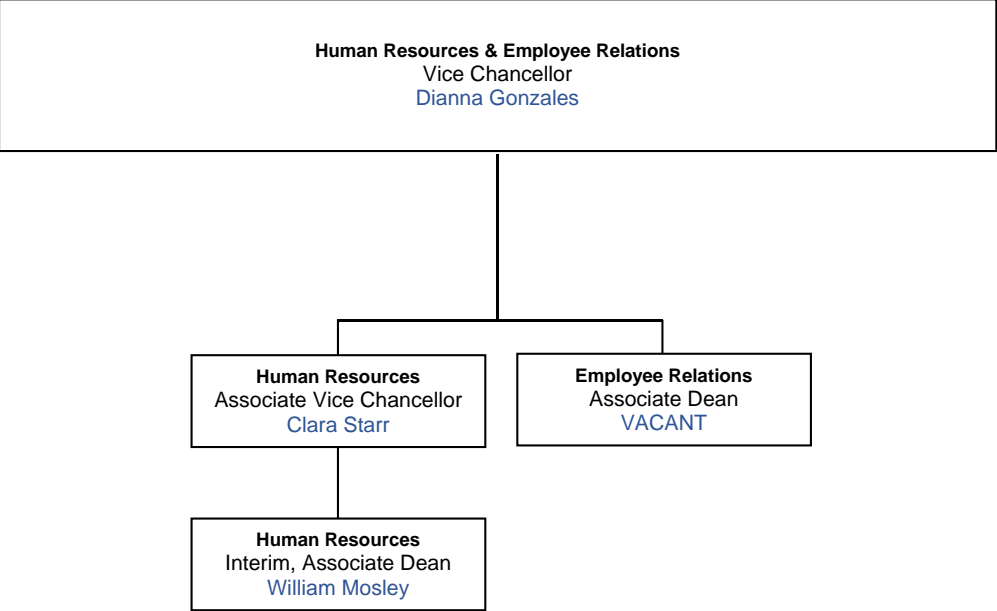 Human Resources & Employee Relations
Vice Chancellor
Dianna Gonzales
Human Resources
Associate Vice Chancellor
Clara Starr
Employee Relations
Associate Dean
VACANT
Human Resources
Interim, Associate Dean
William Mosley